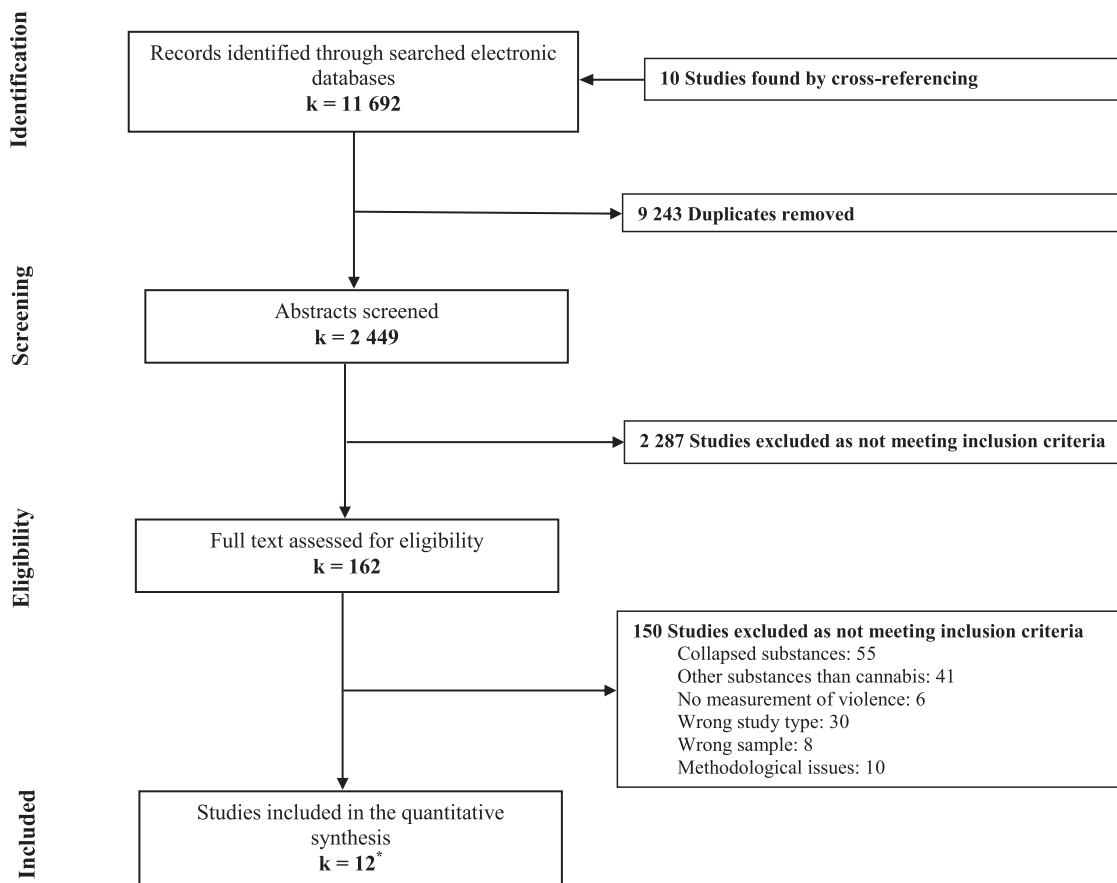 Identification
Records identified through searched electronic
databases
k = 11 692
10 Studies found by cross-referencing
9 243 Duplicates removed
Screening
Abstracts screened
k = 2 449
2 287 Studies excluded as not meeting inclusion criteria
Eligibility
Full text assessed for eligibility
k = 162
150 Studies excluded as not meeting inclusion criteria
Collapsed substances: 55
Other substances than cannabis: 41
No measurement of violence: 6
Wrong study type: 30
Wrong sample: 8
Methodological issues: 10
Included
Studies included in the quantitative
synthesis
k = 12*